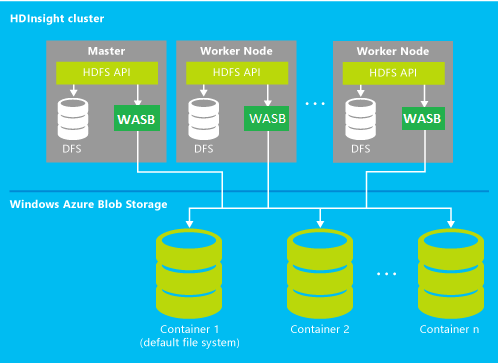 HDInsight cluster
Master
Worker Node
Worker Node
HDFS API
HDFS API
HDFS API
...
WASB
WASB
WASB
DFS
DFS
DFS
Windows Azure Blob Storage
...
Container 1
(default file system)
Container 2
Container n